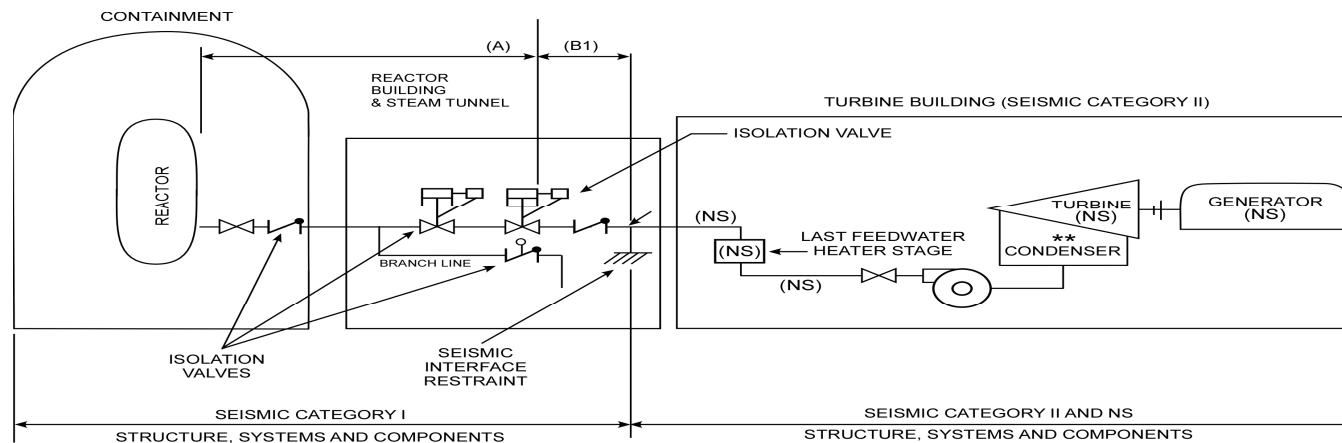 CONTAINMENT
(A)
(B1)
REACTOR
BUILDING
& STEAM TUNNEL
TURBINE BUILDING (SEISMIC CATEGORY II)
ISOLATION VALVE
REACTOR
(NS)
TURBINE
(NS)
GENERATOR
(NS)
LAST FEEDWATER
HEATER STAGE
(NS)
**
CONDENSER
BRANCH LINE
(NS)
ISOLATION
VALVES
SEISMIC
INTERFACE
RESTRAINT
SEISMIC CATEGORY I
STRUCTURE, SYSTEMS AND COMPONENTS
SEISMIC CATEGORY II AND NS
STRUCTURE, SYSTEMS AND COMPONENTS